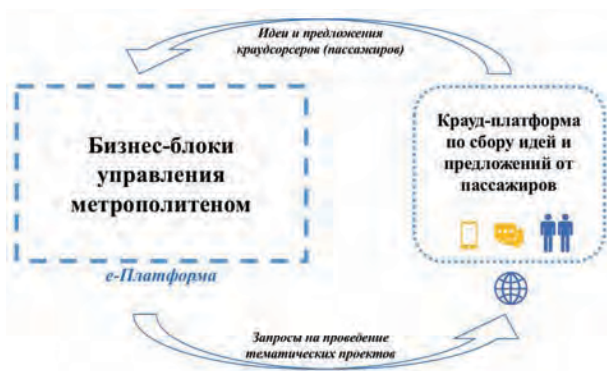 Идеи и предложения
краудсорсеров (пассажиров)
Бизнес-блоки
управления
метрополитеном
е-Платформа
Крауд-платформа
по сбору идей и
предложений от
пассажиров
Запросы на проведение
тематических проектов